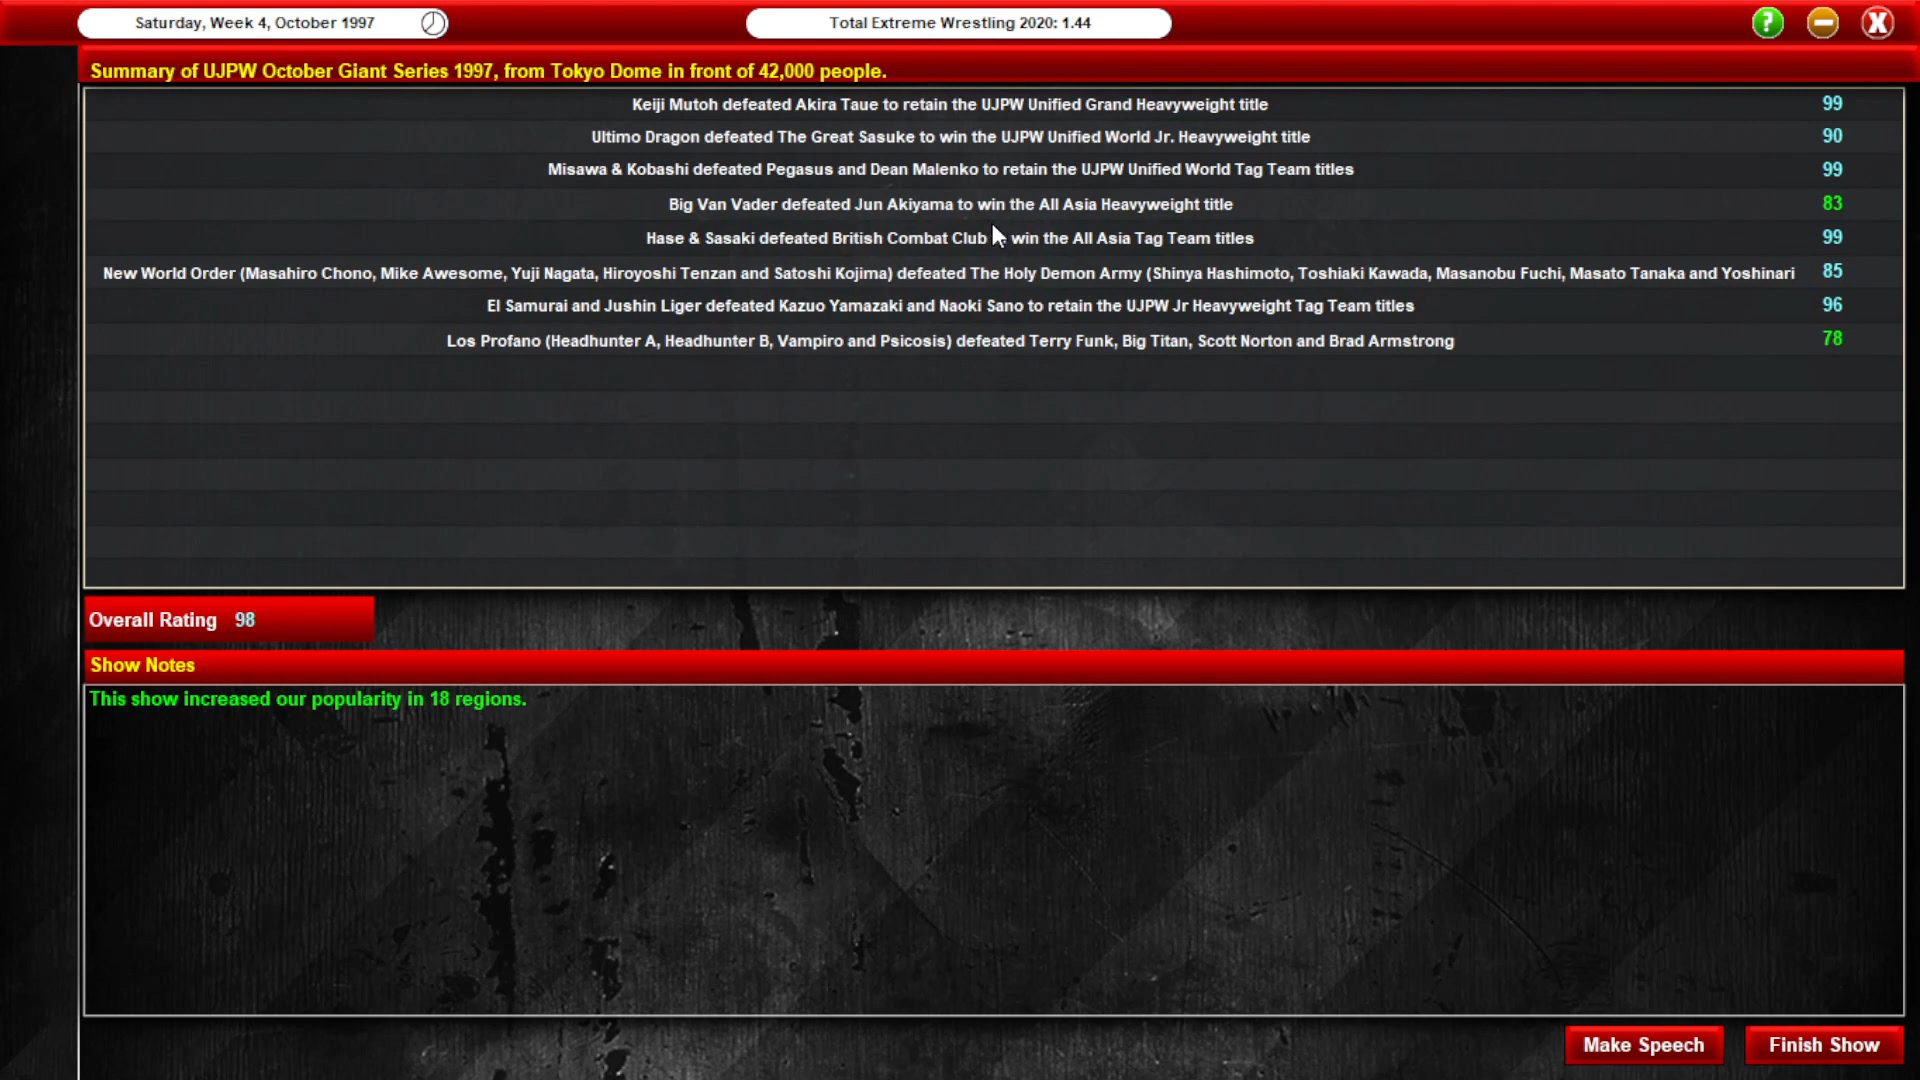 Saturday, Week 4, October 1997
Total Extreme Wrestling 2020: 1.44
?
X
Summary of UJPW October Giant Series 1997, from Tokyo Dome in front of 42,000 people.
Keiji Mutoh defeated Akira Taue to retain the UJPW Unified Grand Heavyweight title 99
Ultimo Dragon defeated The Great Sasuke to win the UJPW Unified World Jr. Heavyweight title 90
Misawa & Kobashi defeated Pegasus and Dean Malenko to retain the UJPW Unified World Tag Team titles 99
Big Van Vader defeated Jun Akiyama to win the All Asia Heavyweight title 83
Hase & Sasaki defeated British Combat Club win the All Asia Tag Team titles 99
New World Order (Masahiro Chono, Mike Awesome, Yuji Nagata, Hiroyoshi Tenzan and Satoshi Kojima) defeated The Holy Demon Army (Shinya Hashimoto, Toshiaki Kawada, Masanobu Fuchi, Masato Tanaka and Yoshinari 85
El Samurai and Jushin Liger defeated Kazuo Yamazaki and Naoki Sano to retain the UJPW Jr Heavyweight Tag Team titles 96
Los Profano (Headhunter A, Headhunter B, Vampiro and Psicosis) defeated Terry Funk, Big Titan, Scott Norton and Brad Armstrong 78
Overall Rating 98
Show Notes
This show increased our popularity in 18 regions.
Make Speech
Finish Show